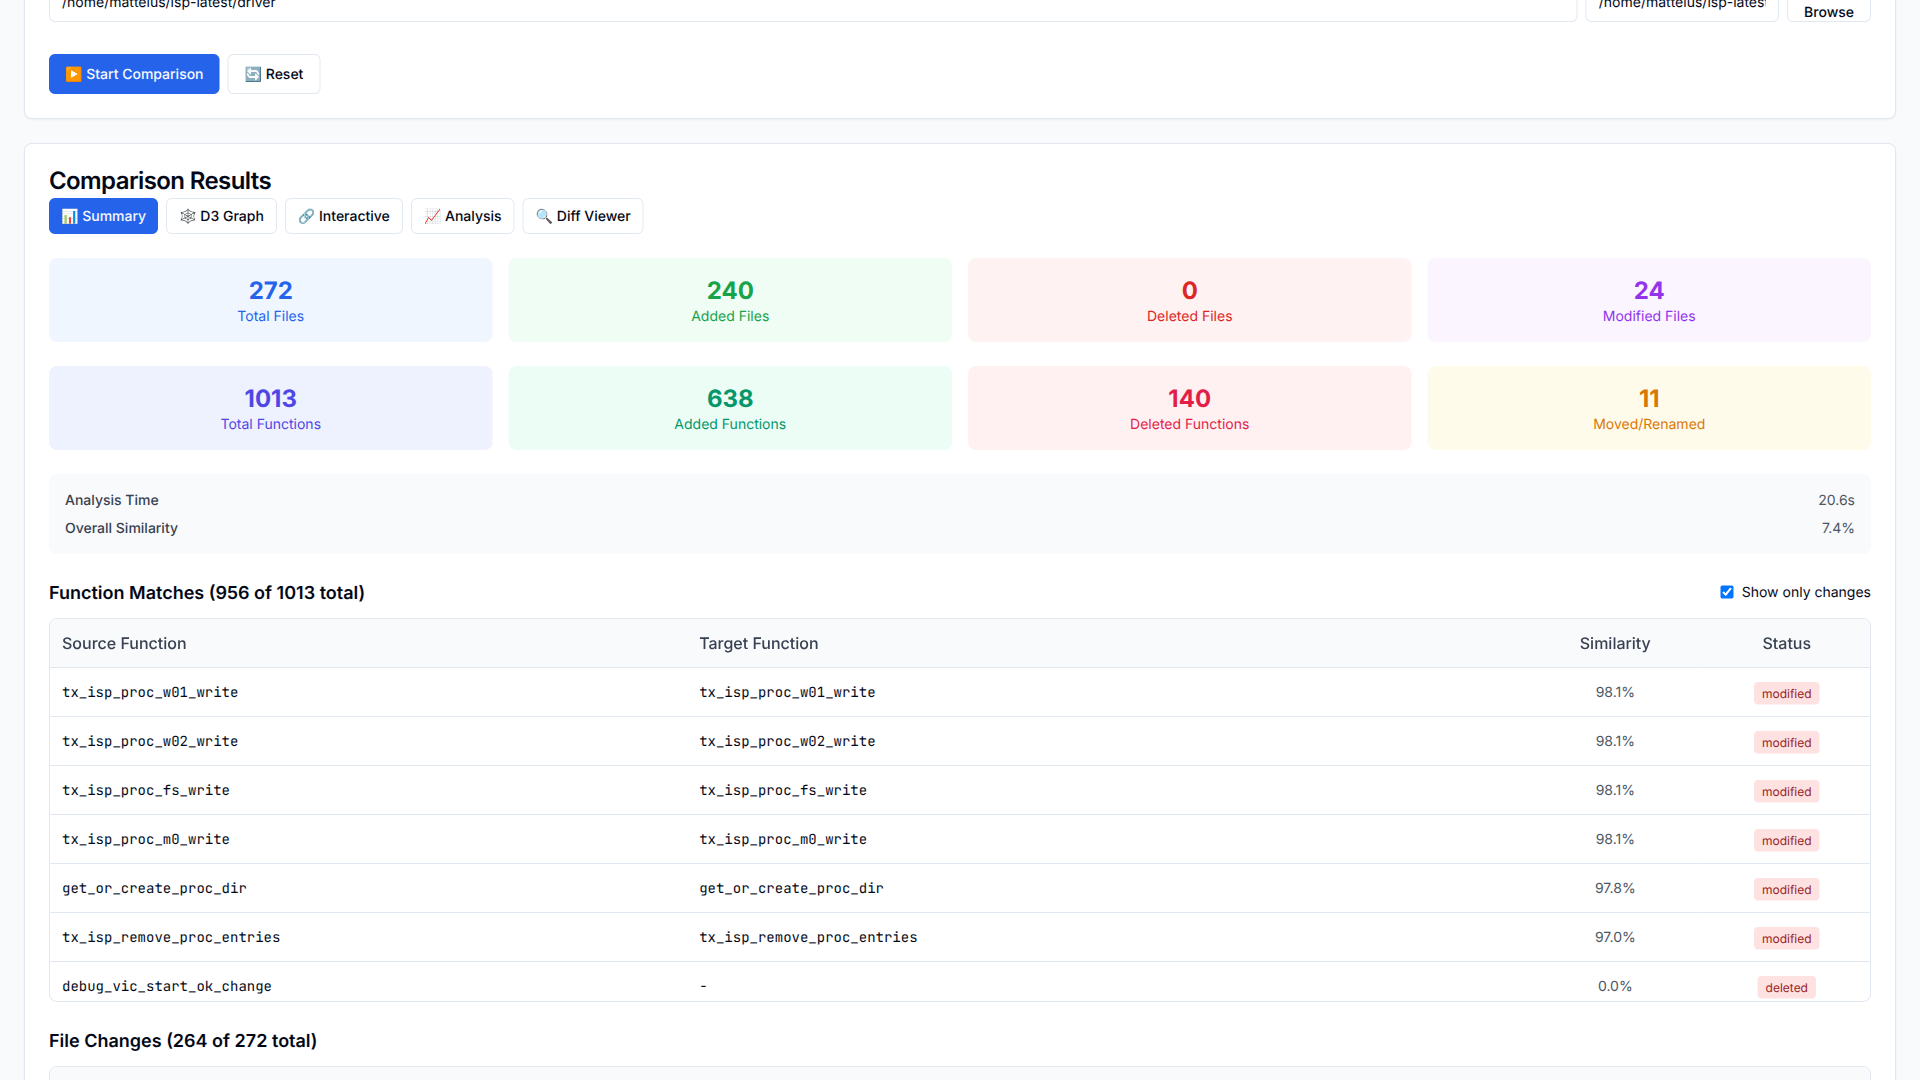 /home/matteius/isp-latest/driver
/home/matteius/isp-latest
Browse
Start Comparison
Reset
Comparison Results
Summary
D3 Graph
Interactive
Analysis
Diff Viewer
272
Total Files
240
Added Files
0
Deleted Files
24
Modified Files
1013
Total Functions
638
Added Functions
140
Deleted Functions
11
Moved/Renamed
Analysis Time 20.6s
Overall Similarity 7.4%
Function Matches (956 of 1013 total)
Show only changes
Source Function Target Function Similarity Status
tx_isp_proc_w01_write tx_isp_proc_w01_write 98.1% modified
tx_isp_proc_w02_write tx_isp_proc_w02_write 98.1% modified
tx_isp_proc_fs_write tx_isp_proc_fs_write 98.1% modified
tx_isp_proc_m0_write tx_isp_proc_m0_write 98.1% modified
get_or_create_proc_dir get_or_create_proc_dir 97.8% modified
tx_isp_remove_proc_entries tx_isp_remove_proc_entries 97.0% modified
debug_vic_start_ok_change - 0.0% deleted
File Changes (264 of 272 total)